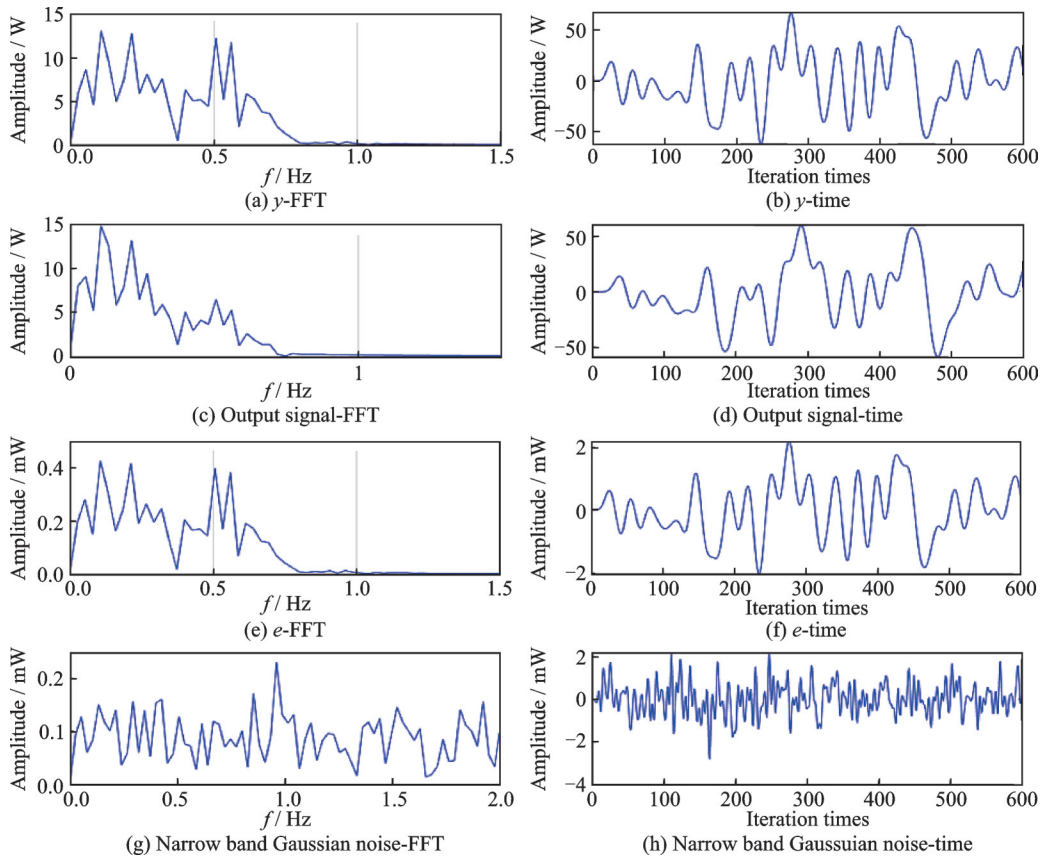 Amplitude / W
15
10
5
0
0.0
0.5
1.0
1.5
f / Hz
(a) y-FFT
Amplitude / W
50
0
−50
0
100
200
300
400
500
600
Iteration times
(b) y-time
Amplitude / W
15
10
5
0
0
1
f / Hz
(c) Output signal-FFT
Amplitude / W
50
0
−50
0
100
200
300
400
500
600
Iteration times
(d) Output signal-time
Amplitude / mW
0.4
0.2
0.0
0.0
0.5
1.0
1.5
f / Hz
(e) e-FFT
Amplitude / mW
2
0
−2
0
100
200
300
400
500
600
Iteration times
(f) e-time
Amplitude / mW
0.2
0.1
0.0
0.0
0.5
1.0
1.5
2.0
f / Hz
(g) Narrow band Gaussian noise-FFT
Amplitude / mW
2
0
−2
−4
0
100
200
300
400
500
600
Iteration times
(h) Narrow band Gaussuian noise-time